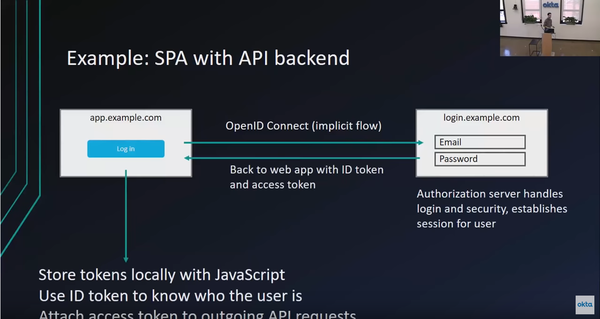 okta
Example: SPA with API backend
app.example.com
Log in
OpenID Connect (implicit flow)
Back to web app with ID token
and access token
login.example.com
Email
Password
Authorization server handles
login and security, establishes
session for user
Store tokens locally with JavaScript
Use ID token to know who the user is
Attach access token to outgoing API requests
okta